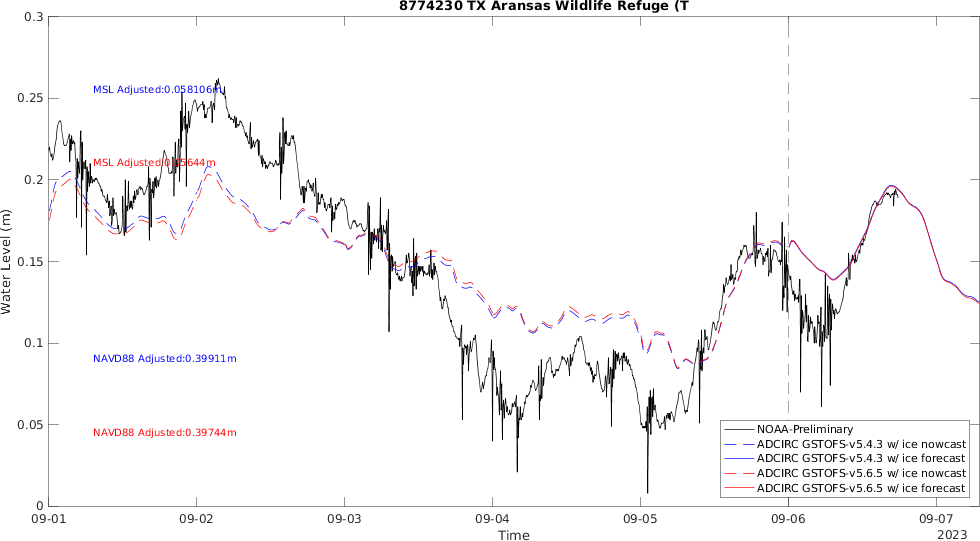 8774230 TX Aransas Wildlife Refuge (T
0.3
0.25
0.2
0.15
0.1
0.05
0
Water Level (m)
MSL Adjusted:0.058106m
MSL Adjusted:0.05644m
NAVD88 Adjusted:0.39911m
NAVD88 Adjusted:0.39744m
NOAA-Preliminary
ADCIRC GSTOFS-v5.4.3 w/ ice nowcast
ADCIRC GSTOFS-v5.4.3 w/ ice forecast
ADCIRC GSTOFS-v5.6.5 w/ ice nowcast
ADCIRC GSTOFS-v5.6.5 w/ ice forecast
09-01 09-02 09-03 09-04 09-05 09-06 09-07
Time
2023